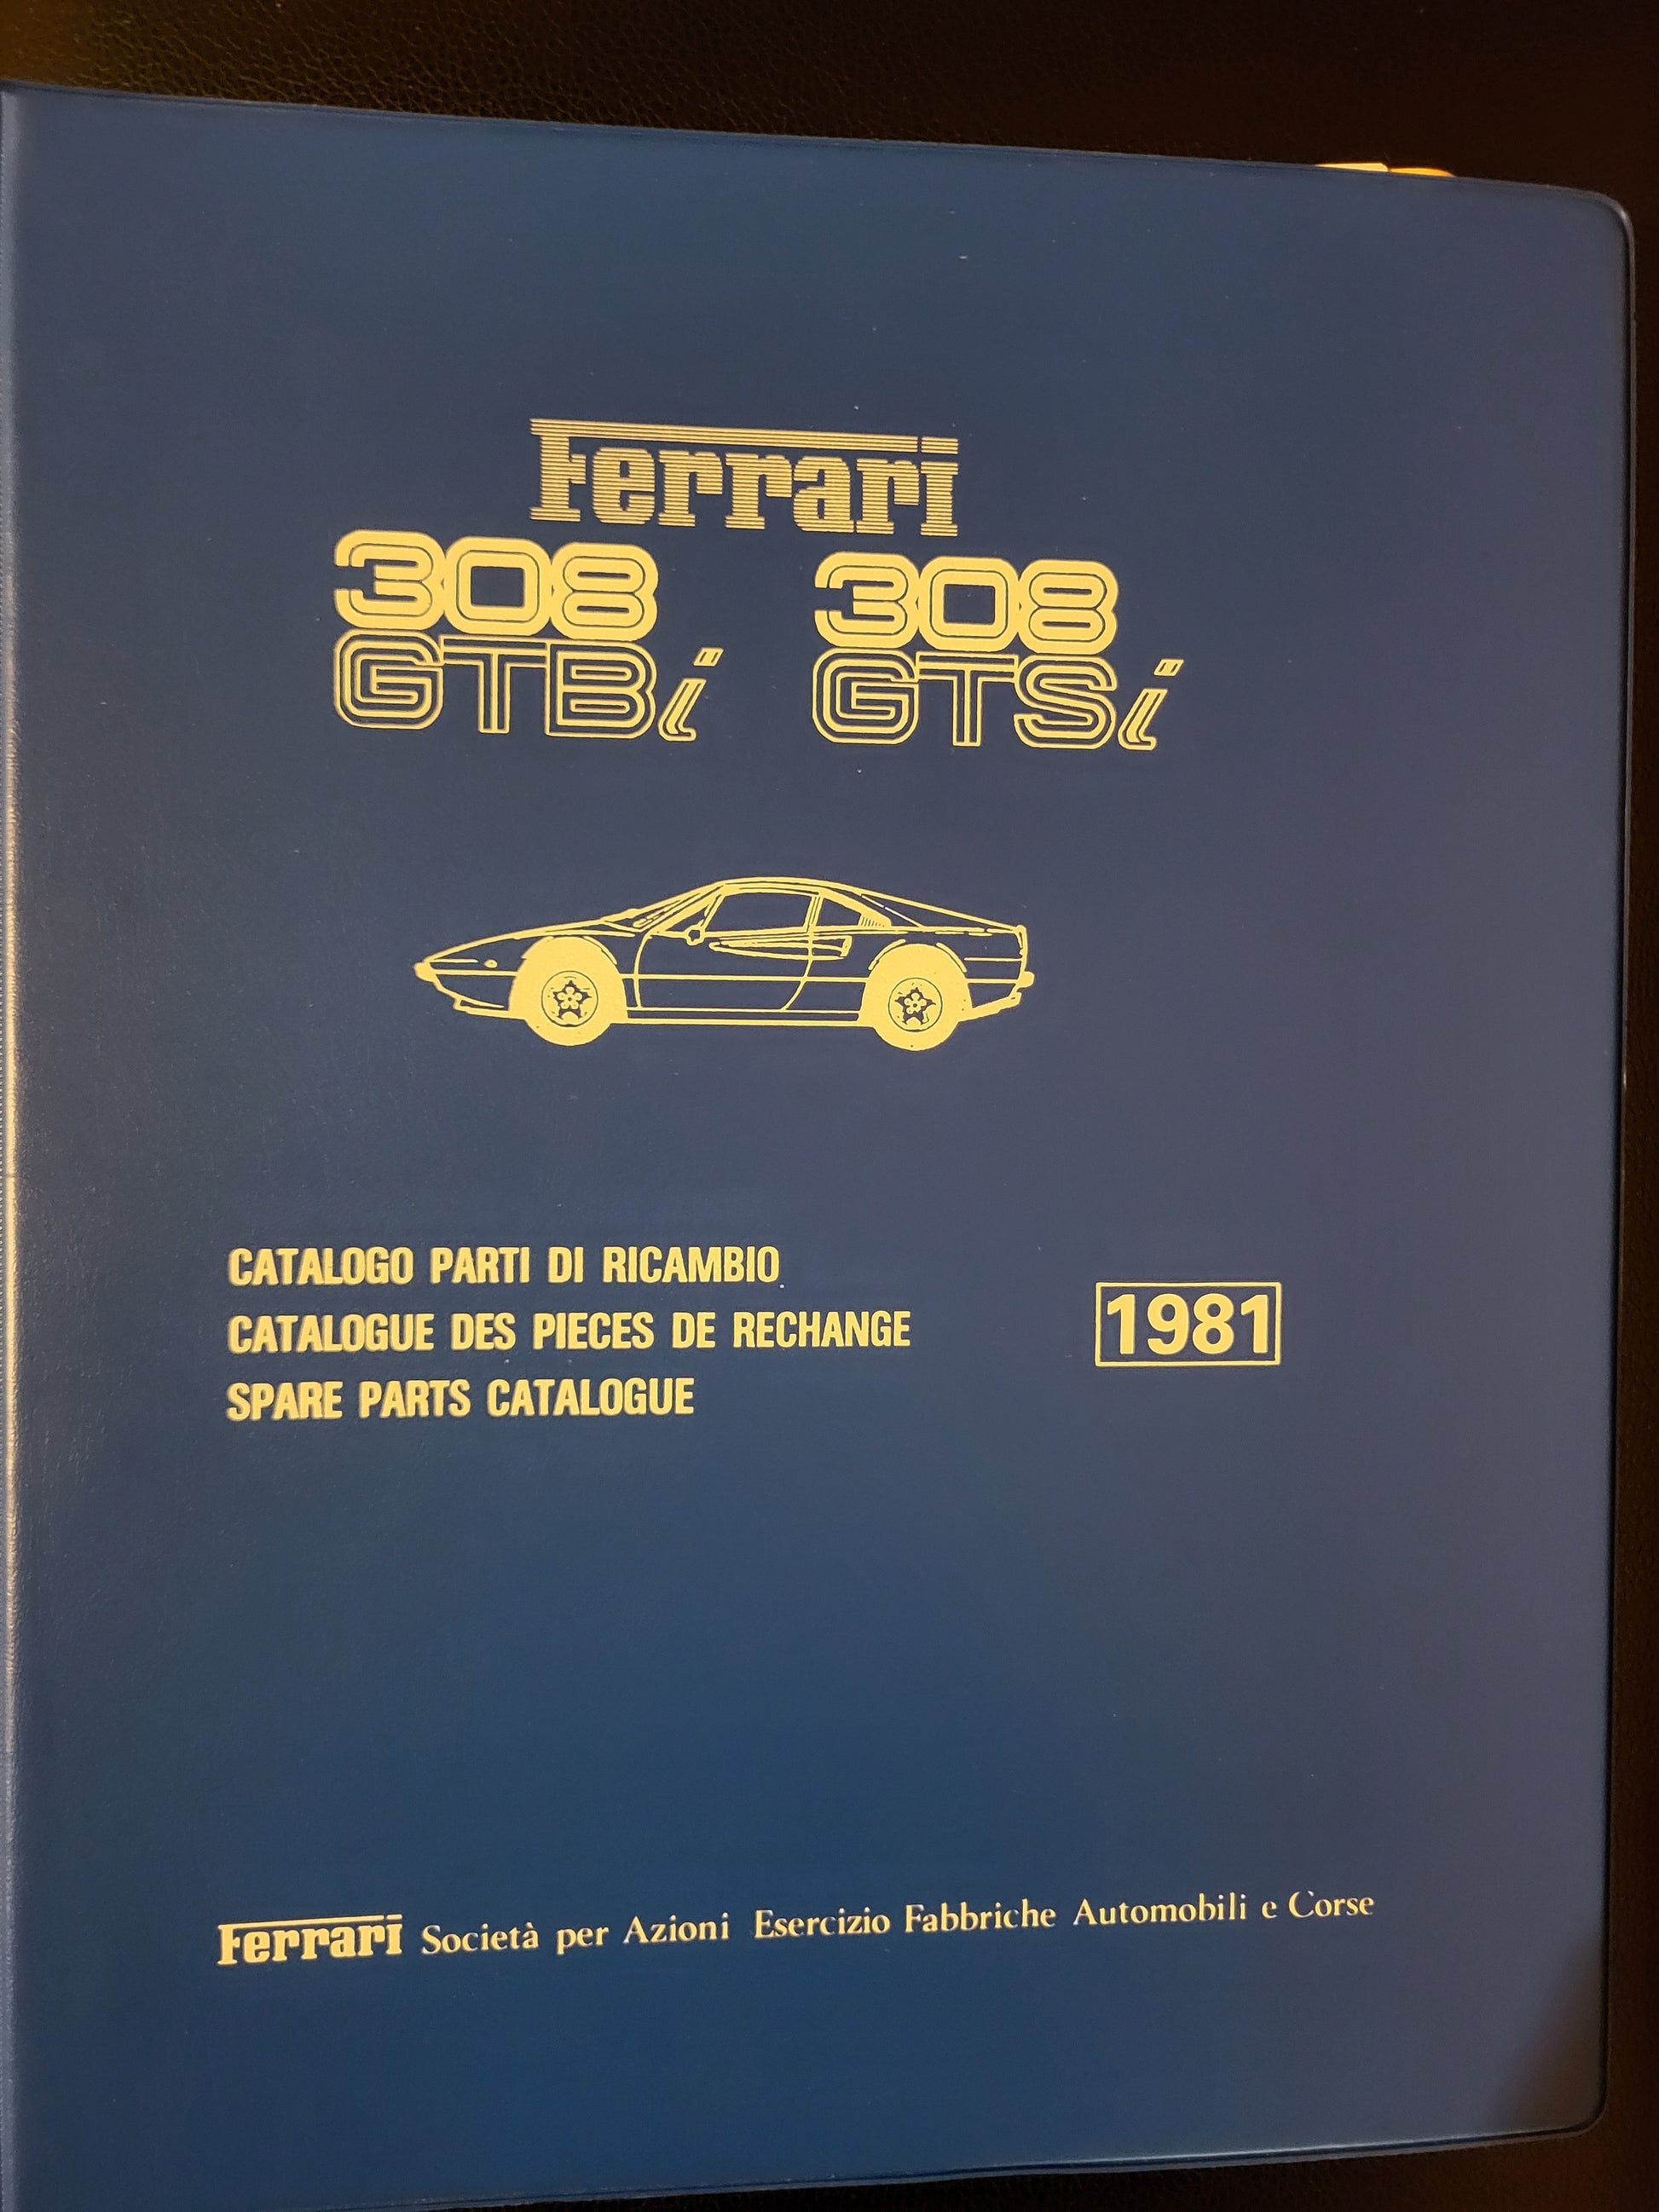 Ferrari
308 308
GTBi GTSi
CATALOGO PARTI DI RICAMBIO
CATALOGUE DES PIECES DE RECHANGE
SPARE PARTS CATALOGUE
1981
Ferrari Società per Azioni Esercizio Fabbriche Automobili e Corse